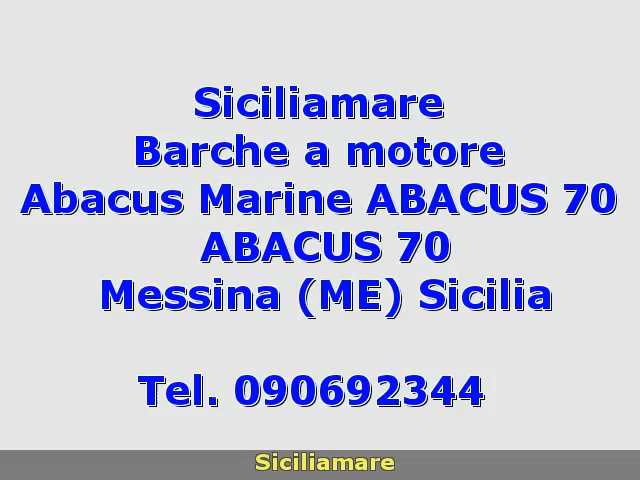 Siciliamare
Barche a motore
Abacus Marine ABACUS 70
ABACUS 70
Messina (ME) Sicilia
Tel. 090692344
Siciliamare